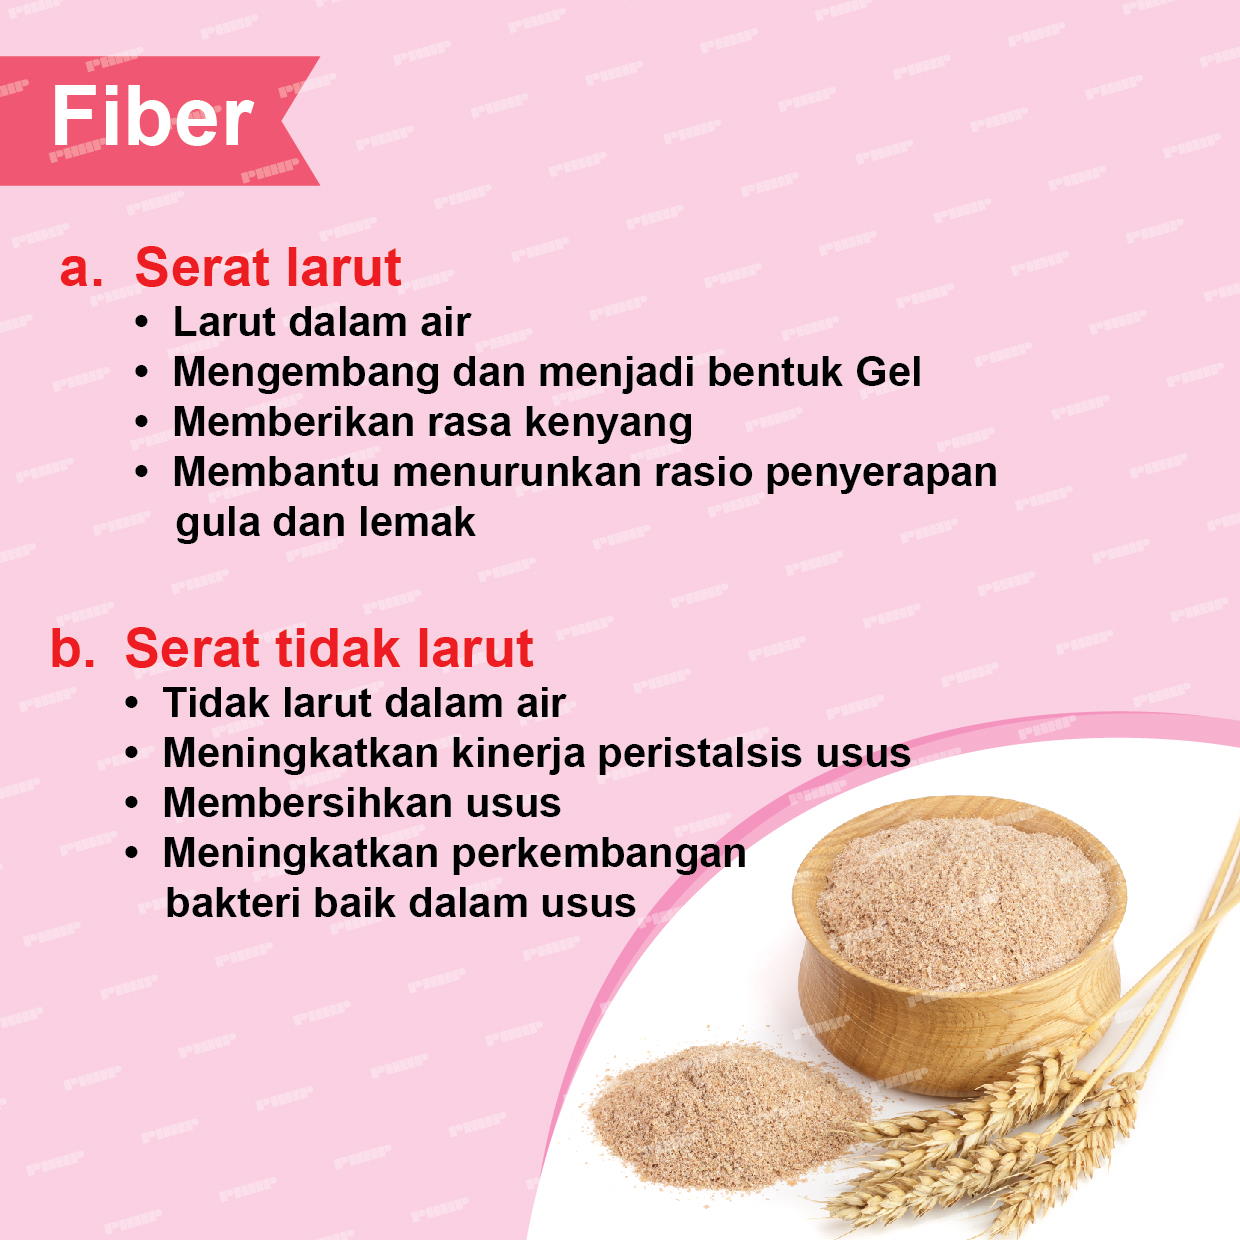 Fiber
a. Serat larut
• Larut dalam air
• Mengembang dan menjadi bentuk Gel
• Memberikan rasa kenyang
• Membantu menurunkan rasio penyerapan
gula dan lemak
b. Serat tidak larut
• Tidak larut dalam air
• Meningkatkan kinerja peristalsis usus
• Membersihkan usus
• Meningkatkan perkembangan
bakteri baik dalam usus